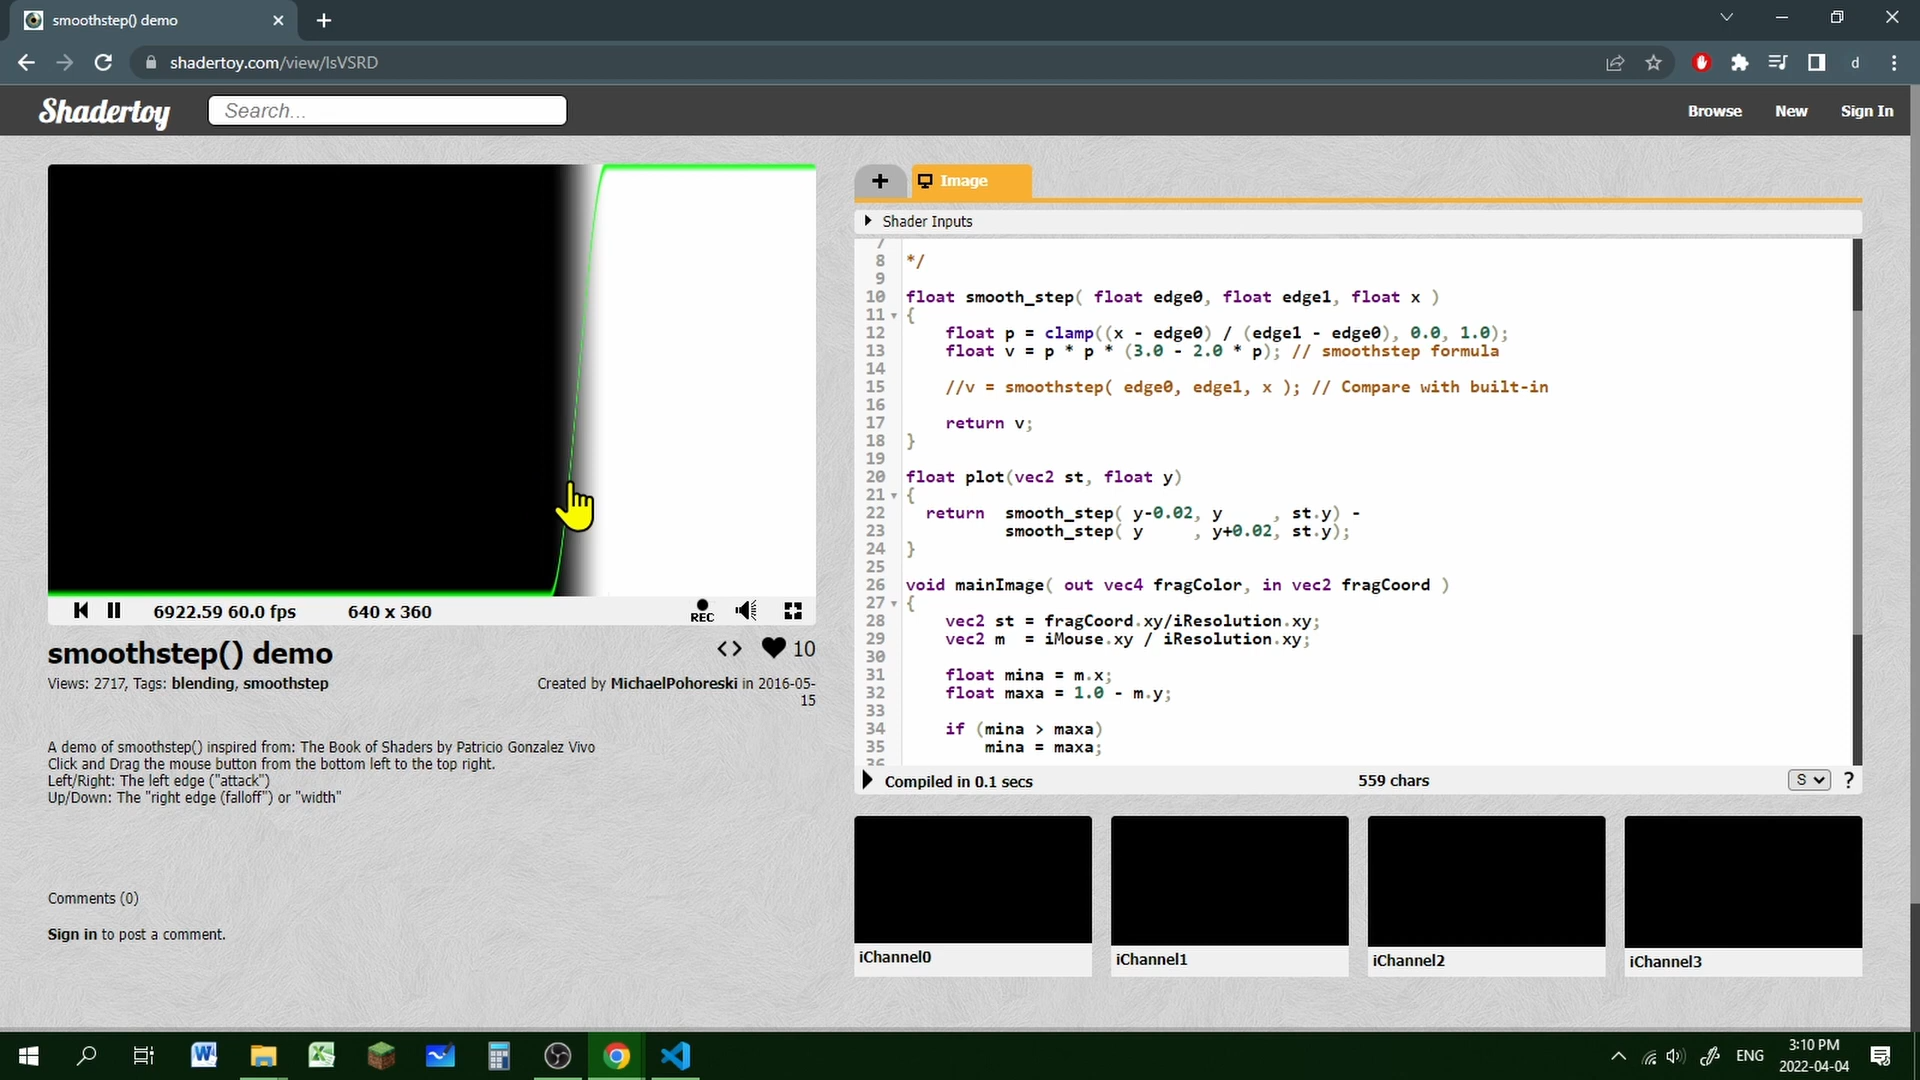 smoothstep() demo
shadertoy.com/view/lsVSRD
d
Shadertoy
Search...
Browse
New
Sign In
Image
Shader Inputs
7
8 */
9
10 float smooth_step( float edge0, float edge1, float x )
11 {
12 float p = clamp((x - edge0) / (edge1 - edge0), 0.0, 1.0);
13 float v = p * p * (3.0 - 2.0 * p); // smoothstep formula
14
15 //v = smoothstep( edge0, edge1, x ); // Compare with built-in
16
17 return v;
18 }
19
20 float plot(vec2 st, float y)
21 {
22 return smooth_step( y-0.02, y , st.y) -
23 smooth_step( y , y+0.02, st.y);
24 }
25
26 void mainImage( out vec4 fragColor, in vec2 fragCoord )
27 {
28 vec2 st = fragCoord.xy/iResolution.xy;
29 vec2 m = iMouse.xy / iResolution.xy;
30
31 float mina = m.x;
32 float maxa = 1.0 - m.y;
33
34 if (mina > maxa)
35 mina = maxa;
36
Compiled in 0.1 secs
559 chars
S
?
6922.59 60.0 fps
640 x 360
REC
smoothstep() demo
10
Views: 2717, Tags: blending, smoothstep
Created by MichaelPohoreski in 2016-05-
15
A demo of smoothstep() inspired from: The Book of Shaders by Patricio Gonzalez Vivo
Click and Drag the mouse button from the bottom left to the top right.
Left/Right: The left edge ("attack")
Up/Down: The "right edge (falloff") or "width"
Comments (0)
Sign in to post a comment.
iChannel0
iChannel1
iChannel2
iChannel3
ENG
3:10 PM
2022-04-04